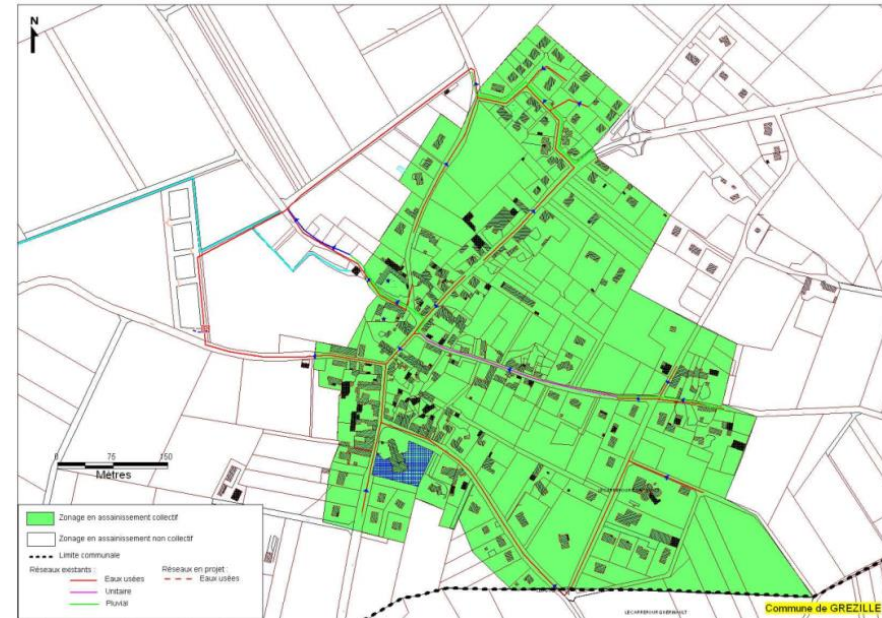 N
0 75 150
Mètres
Zonage en assainissement collectif
Zonage en assainissement non collectif
Limite communale
Réseaux existants : Réseaux en projet :
Eaux usées Eaux usées
Unitaire
Pluvial
Commune de GREZILLE